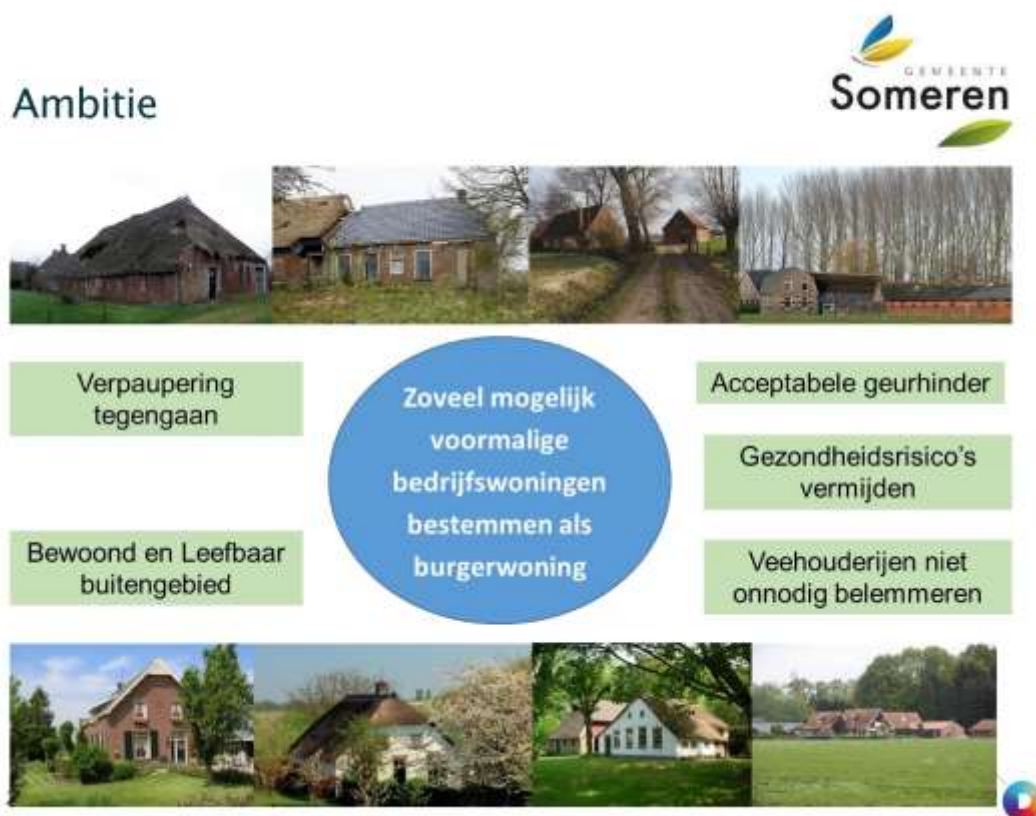 GEMEENTE
Someren
Ambitie
Verpaupering
tegengaan
Bewoond en Leefbaar
buitengebied
Zoveel mogelijk
voormalige
bedrijfswoningen
bestemmen als
burgerwoning
Acceptabele geurhinder
Gezondheidsrisico's
vermijden
Veehouderijen niet
onnodig belemmeren